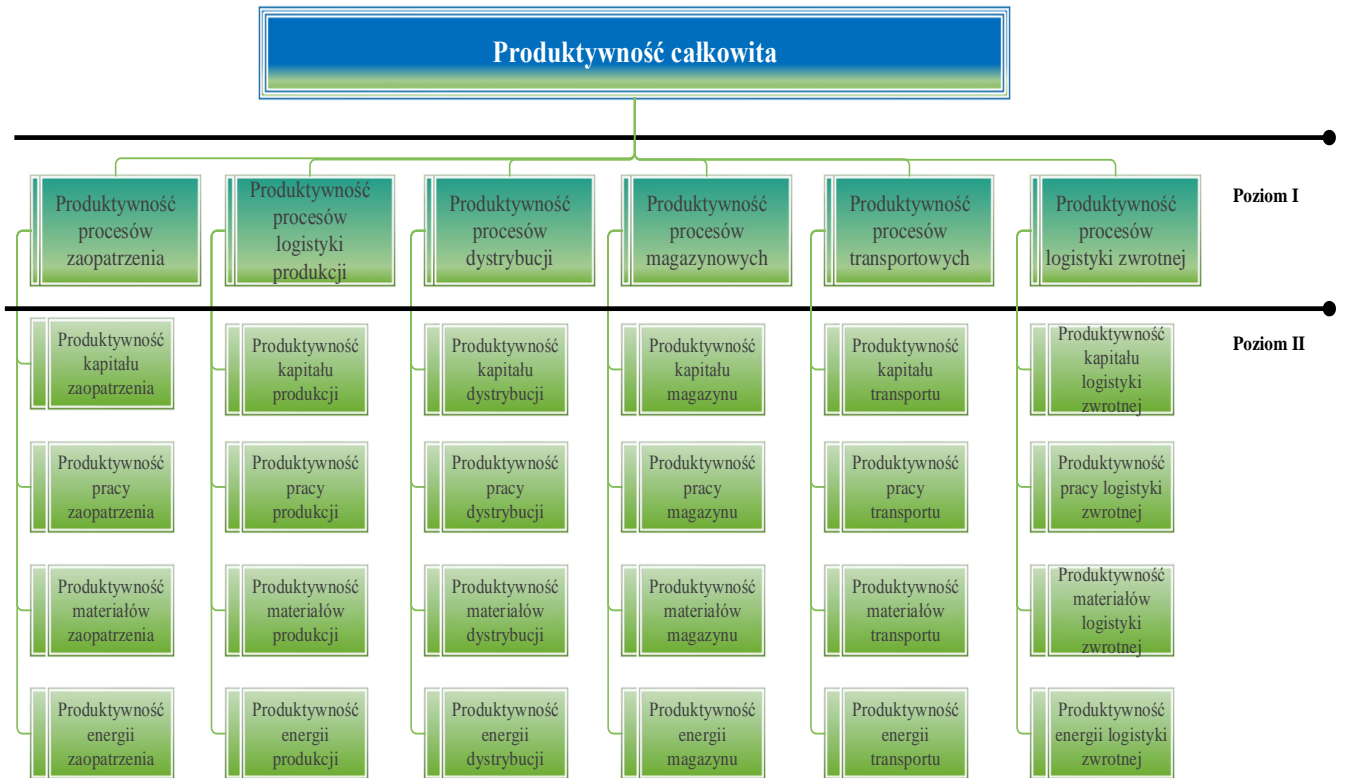 Produktywność całkowita
Poziom I
Produktywność
procesów
zaopatrzenia
Produktywność
procesów
logistyki
produkcji
Produktywność
procesów
dystrybucji
Produktywność
procesów
magazynowych
Produktywność
procesów
transportowych
Produktywność
procesów
logistyki zwrotnej
Poziom II
Produktywność
kapitału
zaopatrzenia
Produktywność
kapitału
produkcji
Produktywność
kapitału
dystrybucji
Produktywność
kapitału
magazynu
Produktywność
kapitału
transportu
Produktywność
kapitału
logistyki
zwrotnej
Produktywność
pracy
zaopatrzenia
Produktywność
pracy
produkcji
Produktywność
pracy
dystrybucji
Produktywność
pracy
magazynu
Produktywność
pracy
transportu
Produktywność
pracy logistyki
zwrotnej
Produktywność
materiałów
zaopatrzenia
Produktywność
materiałów
produkcji
Produktywność
materiałów
dystrybucji
Produktywność
materiałów
magazynu
Produktywność
materiałów
transportu
Produktywność
materiałów
logistyki
zwrotnej
Produktywność
energii
zaopatrzenia
Produktywność
energii
produkcji
Produktywność
energii
dystrybucji
Produktywność
energii
magazynu
Produktywność
energii
transportu
Produktywność
energii logistyki
zwrotnej